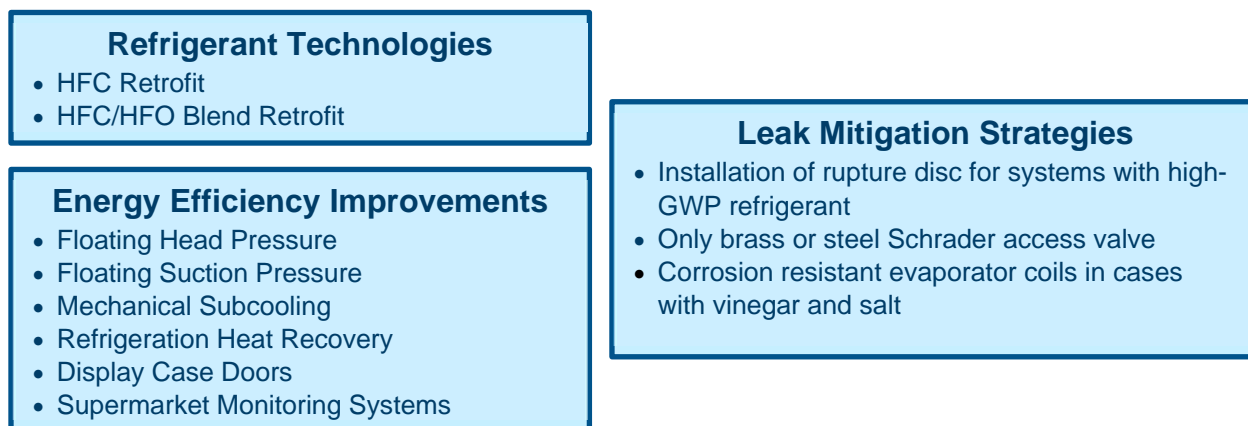 Refrigerant Technologies
• HFC Retrofit
• HFC/HFO Blend Retrofit
Energy Efficiency Improvements
• Floating Head Pressure
• Floating Suction Pressure
• Mechanical Subcooling
• Refrigeration Heat Recovery
• Display Case Doors
• Supermarket Monitoring Systems
Leak Mitigation Strategies
• Installation of rupture disc for systems with high-
GWP refrigerant
• Only brass or steel Schrader access valve
• Corrosion resistant evaporator coils in cases
with vinegar and salt